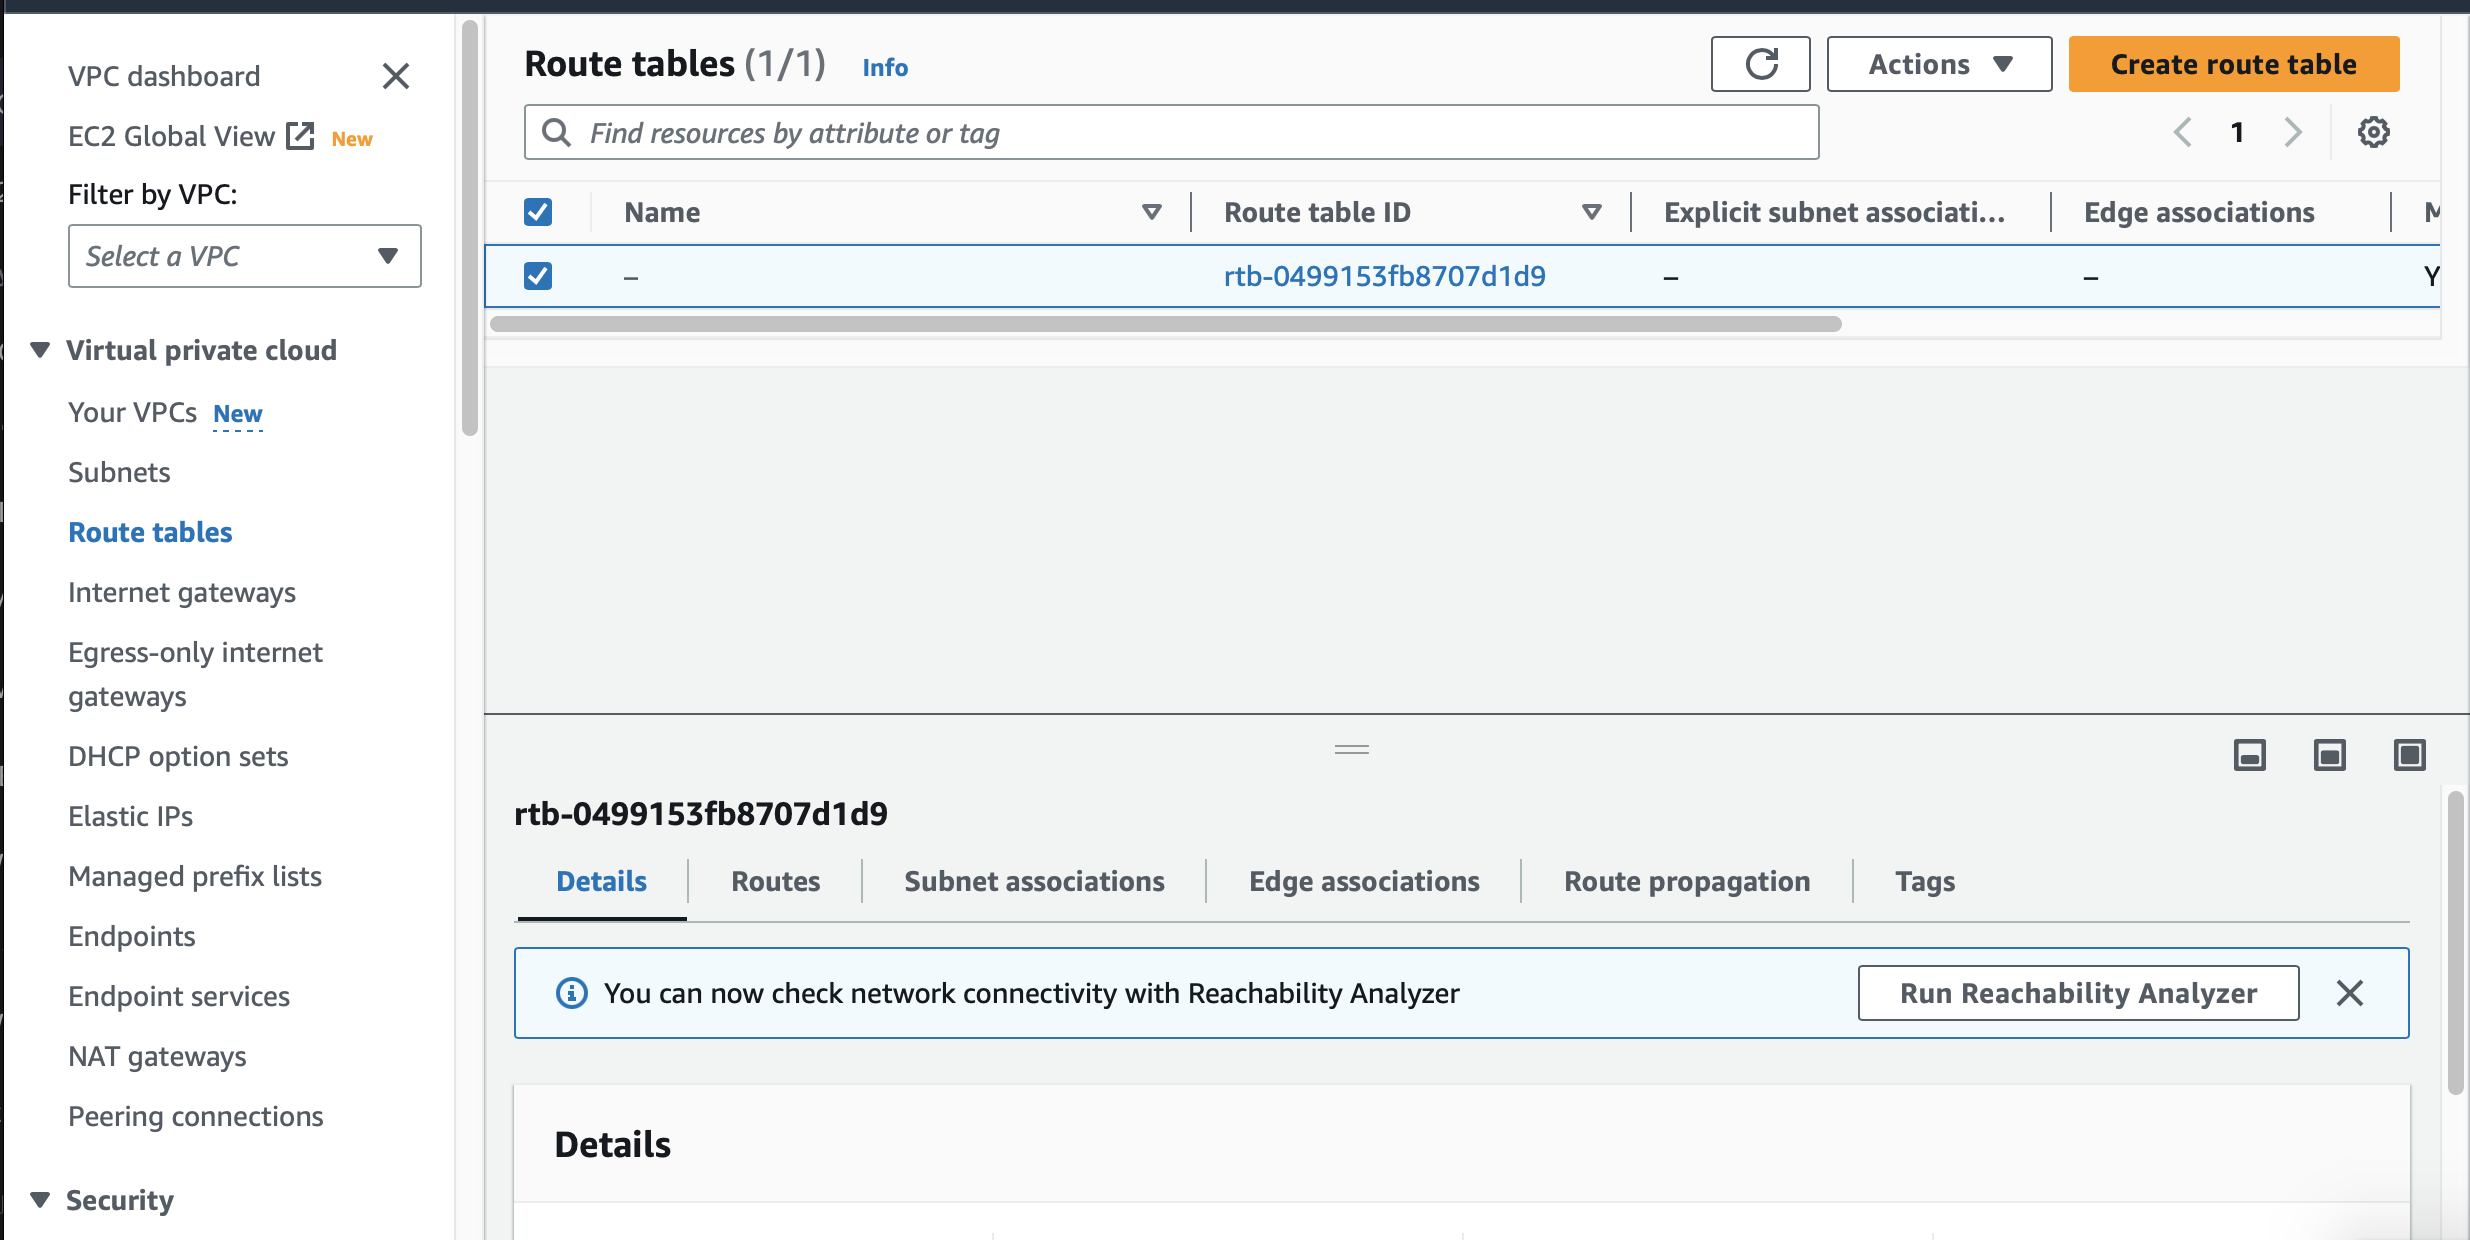 VPC dashboard
EC2 Global View New
Filter by VPC:
Select a VPC
Virtual private cloud
Your VPCs New
Subnets
Route tables
Internet gateways
Egress-only internet
gateways
DHCP option sets
Elastic IPs
Managed prefix lists
Endpoints
Endpoint services
NAT gateways
Peering connections
Security
Route tables (1/1) Info
Actions
Create route table
Find resources by attribute or tag
1
Name Route table ID Explicit subnet associati... Edge associations
– rtb-0499153fb8707d1d9 – –
rtb-0499153fb8707d1d9
Details Routes Subnet associations Edge associations Route propagation Tags
You can now check network connectivity with Reachability Analyzer Run Reachability Analyzer
Details